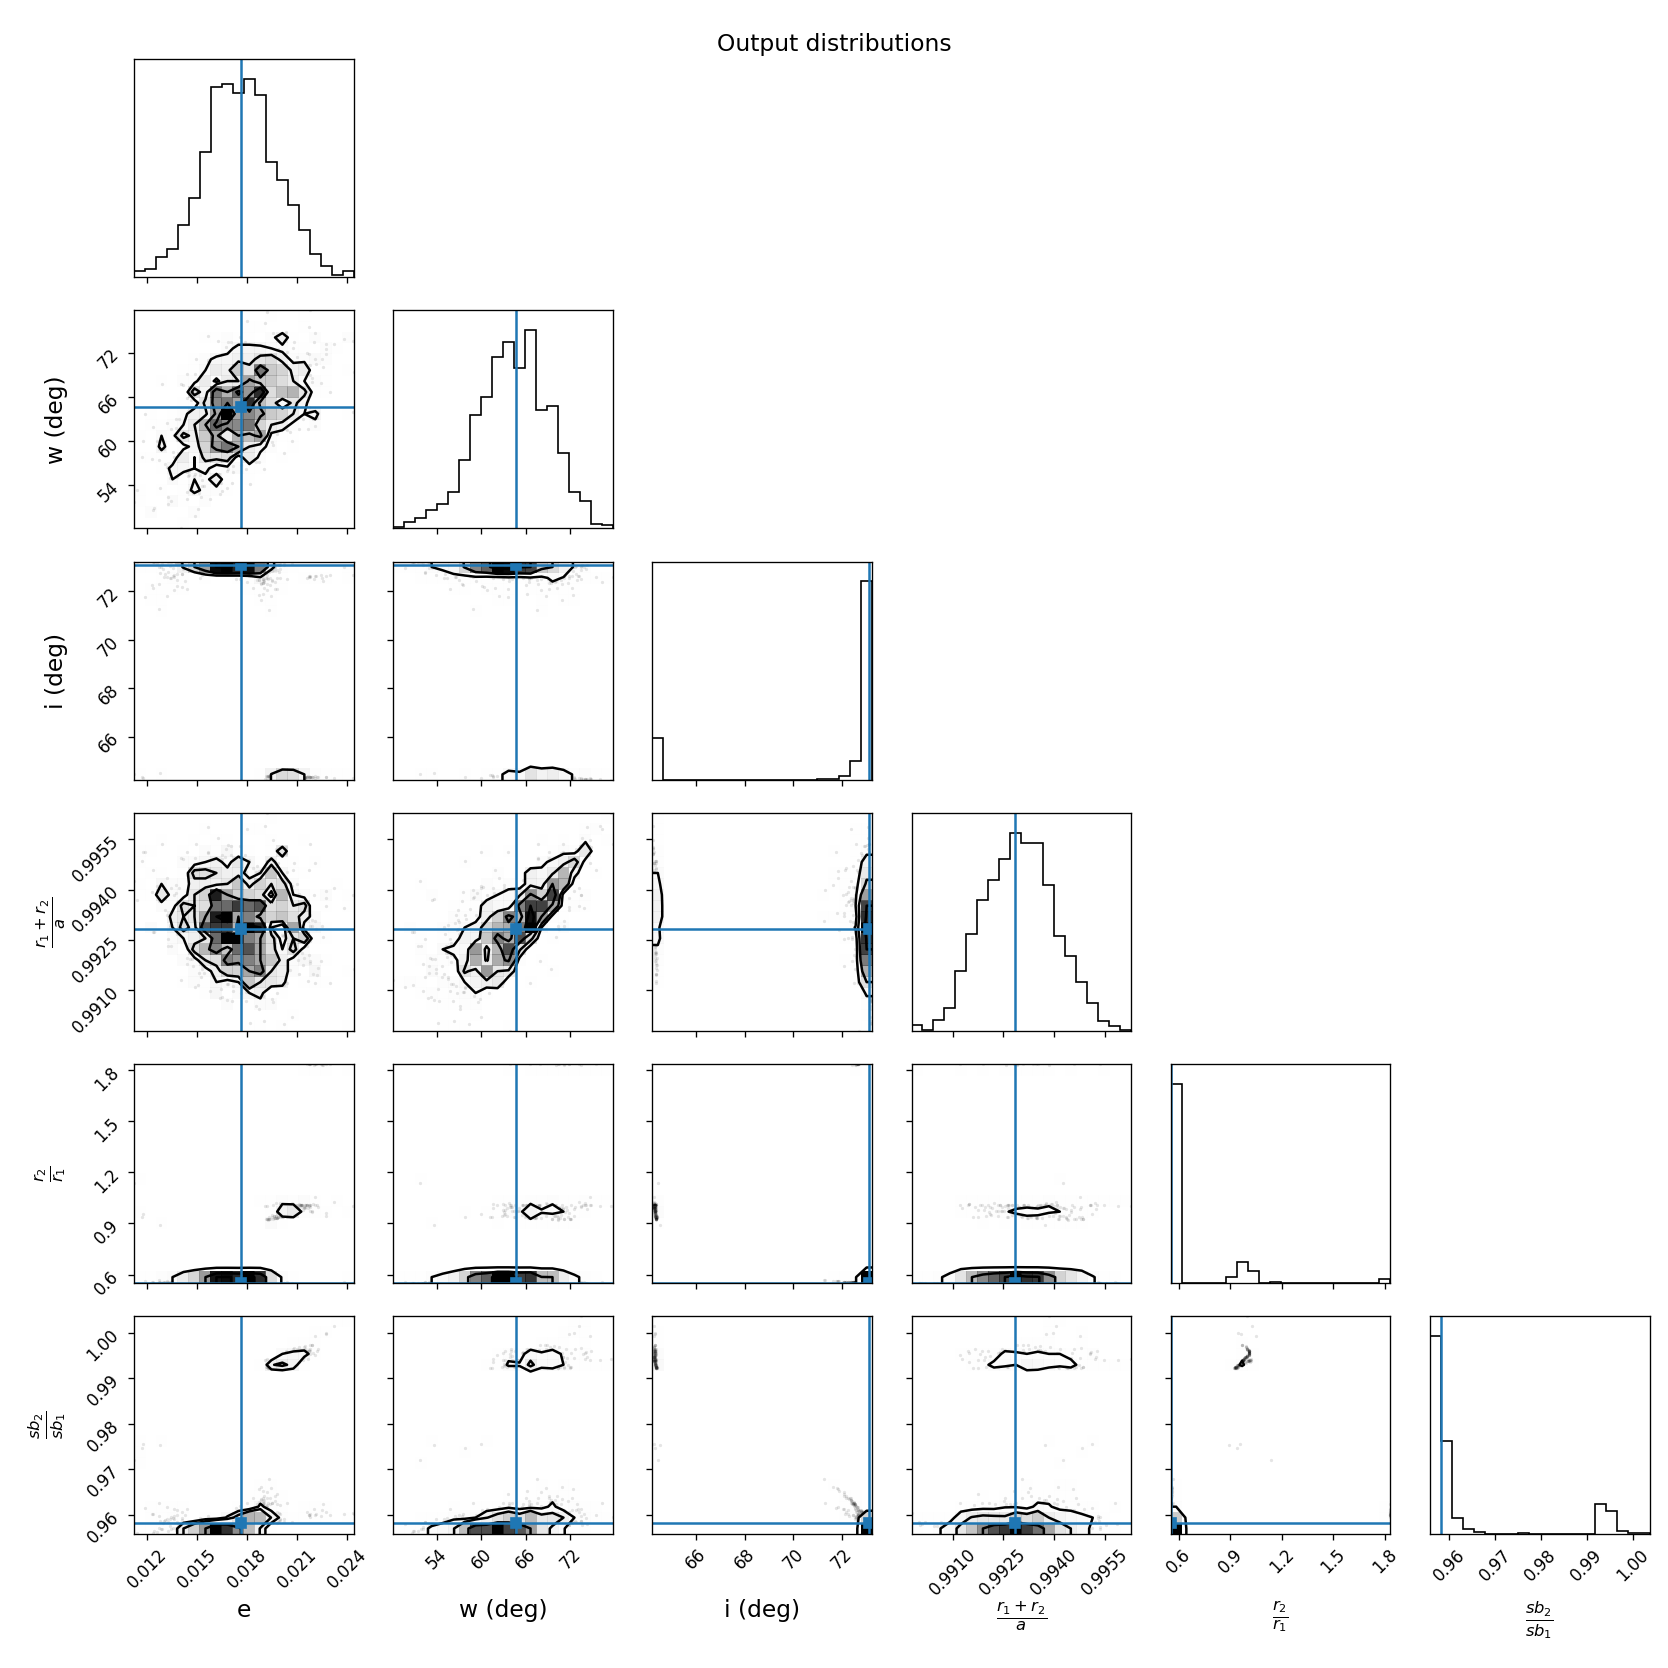 Output distributions
w (deg)
72
66
60
54
i (deg)
72
70
68
66
r₁ + r₂
a
0.9955
0.9940
0.9925
0.9910
r₂
r₁
1.8
1.5
1.2
0.9
0.6
sb₂
sb₁
1.00
0.99
0.98
0.97
0.96
0.012 0.015 0.018 0.021 0.024 54 60 66 72 66 68 70 72 0.9910 0.9925 0.9940 0.9955 0.6 0.9 1.2 1.5 1.8 0.96 0.97 0.98 0.99 1.00
e w (deg) i (deg) r₁ + r₂ r₂ sb₂
a r₁ sb₁